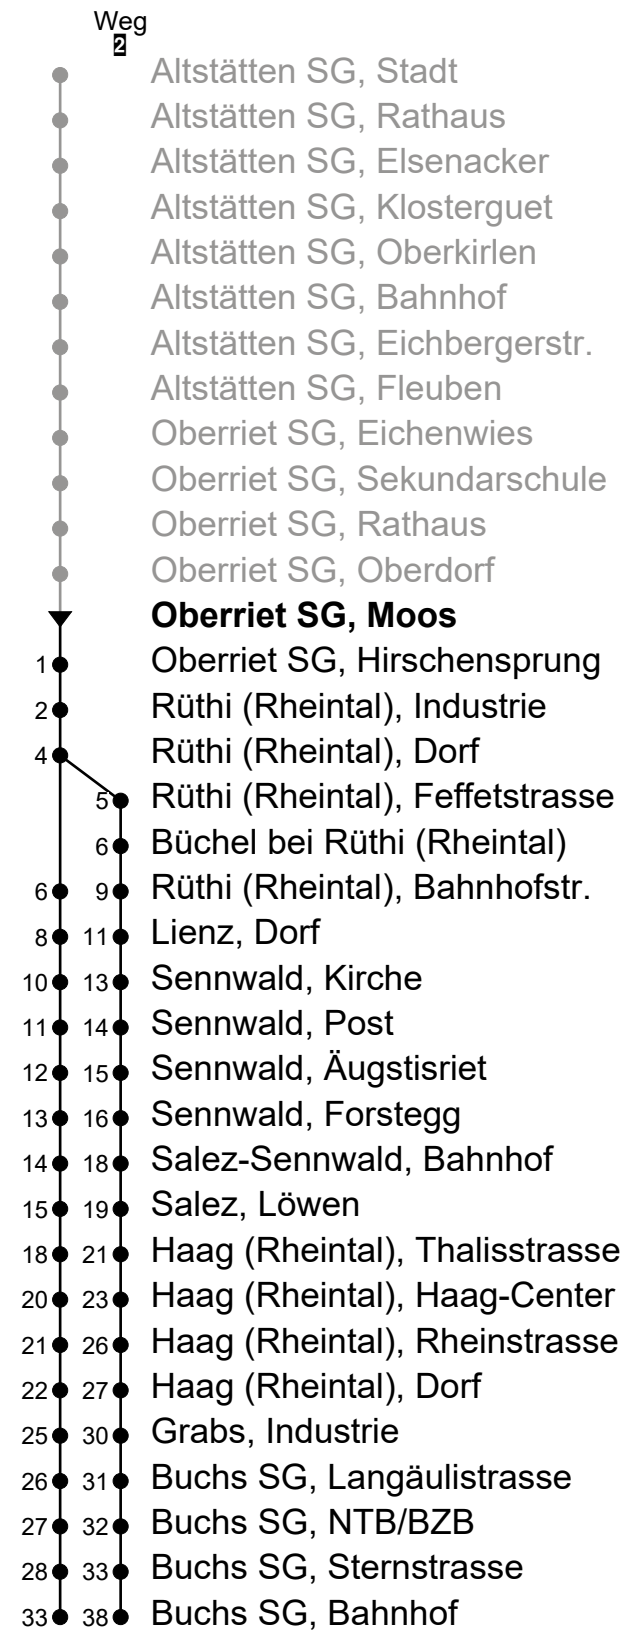 Weg
2
Altstätten SG, Stadt
Altstätten SG, Rathaus
Altstätten SG, Elsenacker
Altstätten SG, Klosterguet
Altstätten SG, Oberkirlen
Altstätten SG, Bahnhof
Altstätten SG, Eichbergerstr.
Altstätten SG, Fleuben
Oberriet SG, Eichenwies
Oberriet SG, Sekundarschule
Oberriet SG, Rathaus
Oberriet SG, Oberdorf
Oberriet SG, Moos
1 Oberriet SG, Hirschensprung
2 Rüthi (Rheintal), Industrie
4 Rüthi (Rheintal), Dorf
5 Rüthi (Rheintal), Feffetstrasse
6 Büchel bei Rüthi (Rheintal)
6 9 Rüthi (Rheintal), Bahnhofstr.
8 11 Lienz, Dorf
10 13 Sennwald, Kirche
11 14 Sennwald, Post
12 15 Sennwald, Äugstisriet
13 16 Sennwald, Forstegg
14 18 Salez-Sennwald, Bahnhof
15 19 Salez, Löwen
18 21 Haag (Rheintal), Thalisstrasse
20 23 Haag (Rheintal), Haag-Center
21 26 Haag (Rheintal), Rheinstrasse
22 27 Haag (Rheintal), Dorf
25 30 Grabs, Industrie
26 31 Buchs SG, Langäulistrasse
27 32 Buchs SG, NTB/BZB
28 33 Buchs SG, Sternstrasse
33 38 Buchs SG, Bahnhof